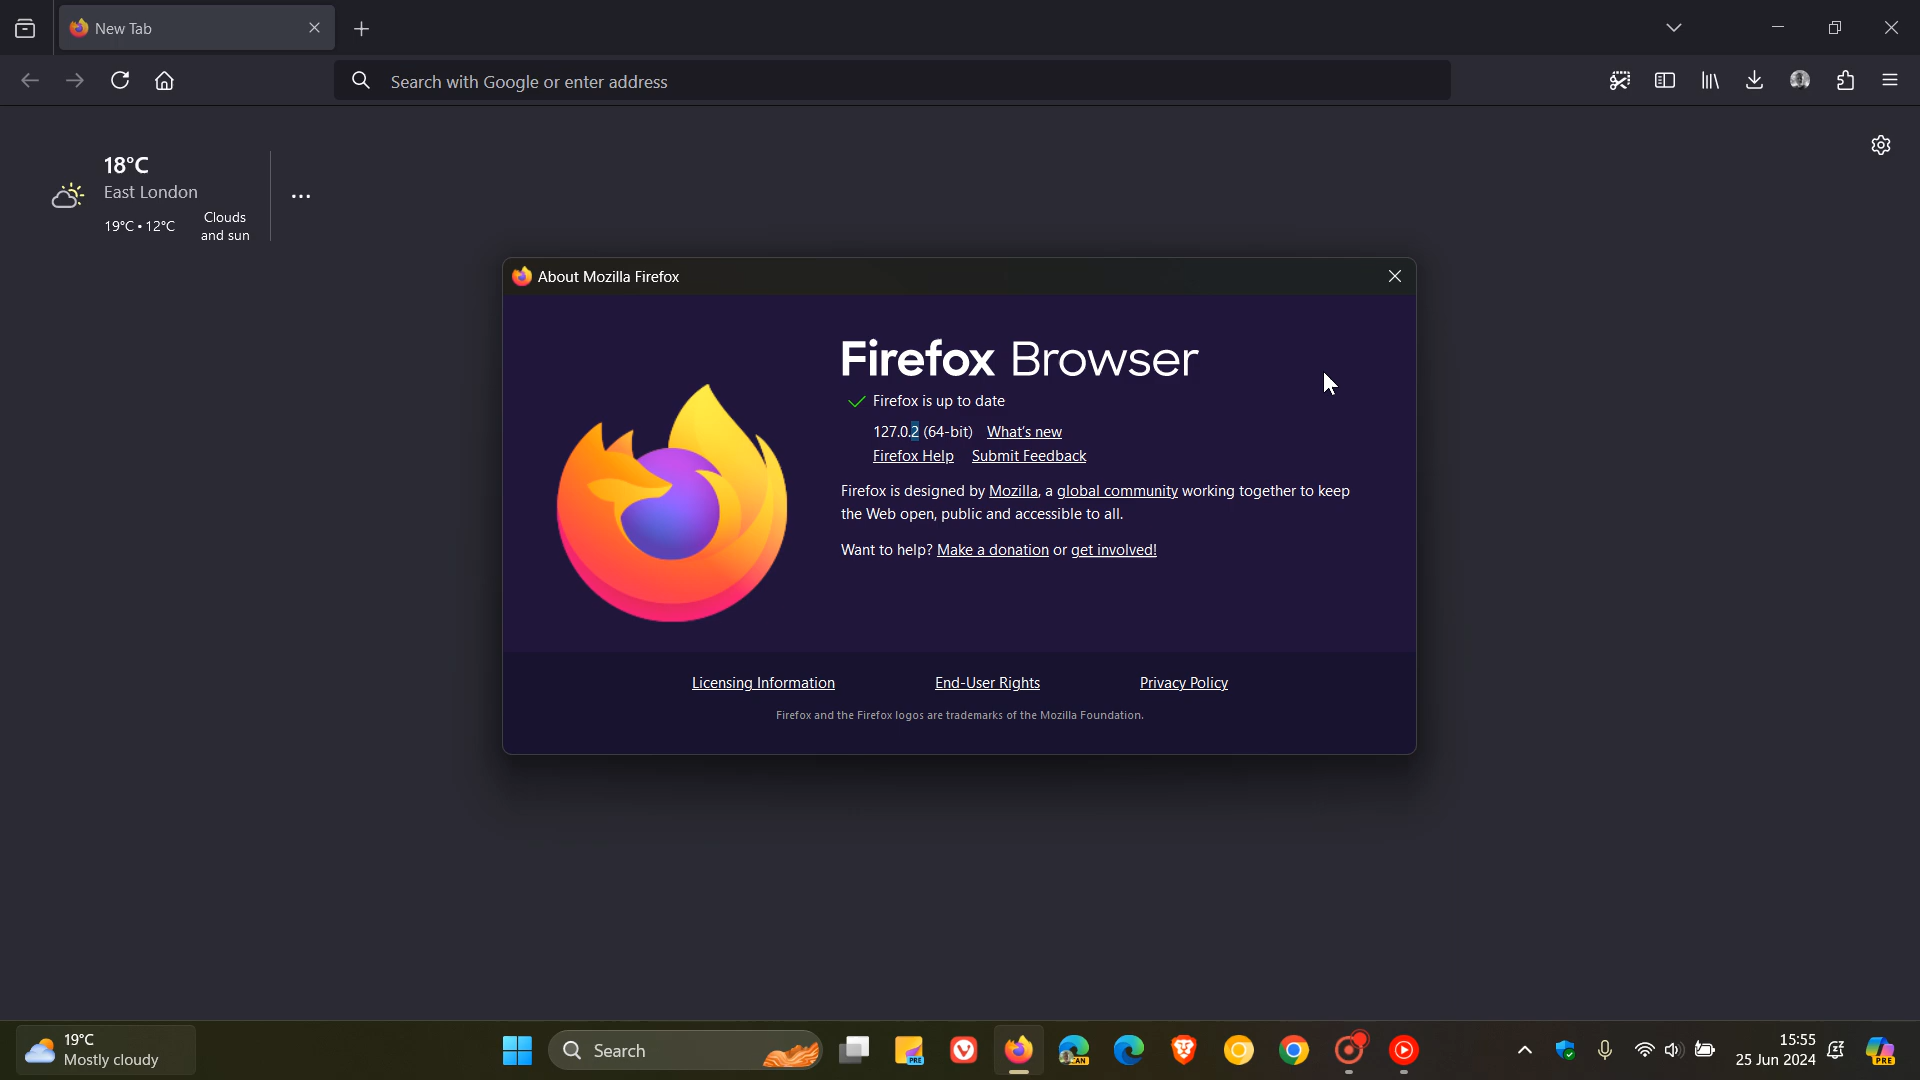 New Tab
Search with Google or enter address
18°C
East London
19°C • 12°C
Clouds
and sun
About Mozilla Firefox
Firefox Browser
Firefox is up to date
127.0.2 (64-bit) What's new
Firefox Help Submit Feedback
Firefox is designed by Mozilla, a global community working together to keep
the Web open, public and accessible to all.
Want to help? Make a donation or get involved!
Licensing Information End-User Rights Privacy Policy
Firefox and the Firefox logos are trademarks of the Mozilla Foundation.
19°C
Mostly cloudy
Search
PRE
CAN
15:55
25 Jun 2024
PRE